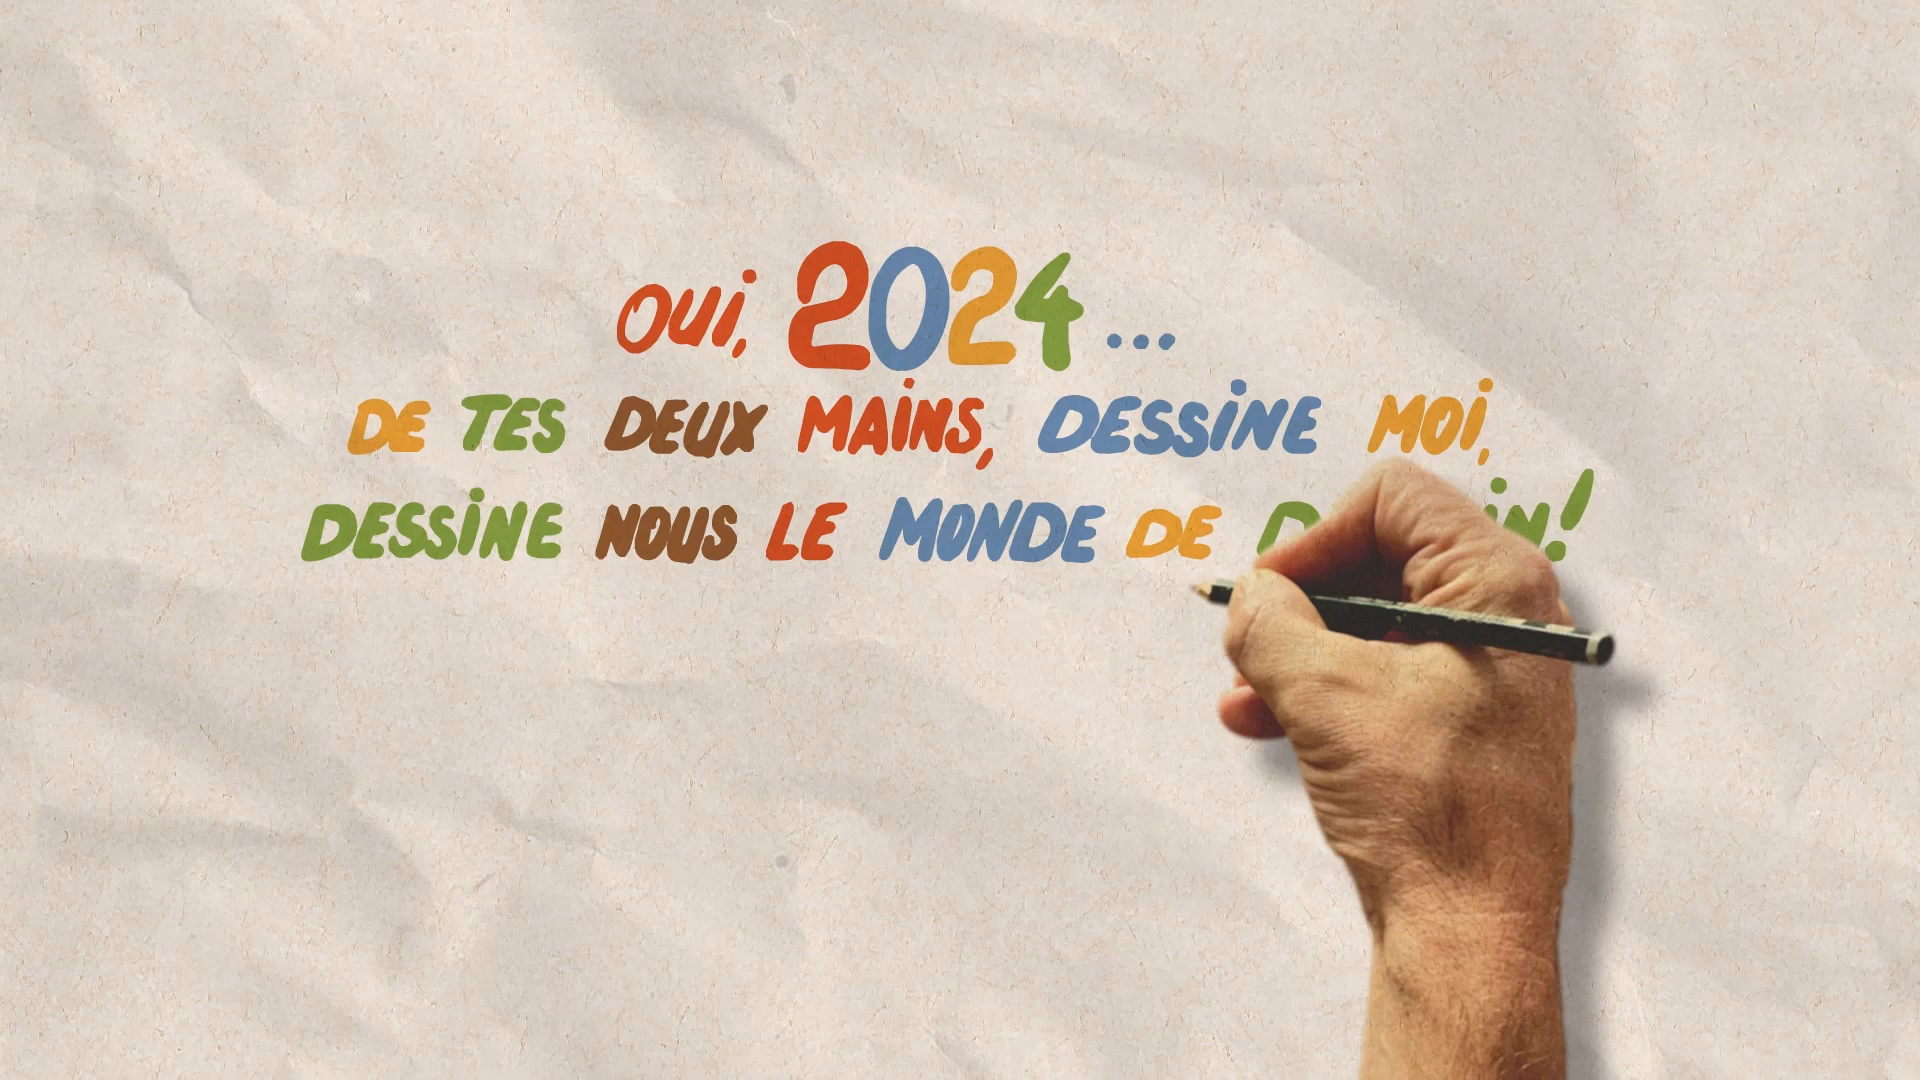 Oui, 2024...
DE TES DEUX MAINS, DESSINE MOI,
DESSINE NOUS LE MONDE DE